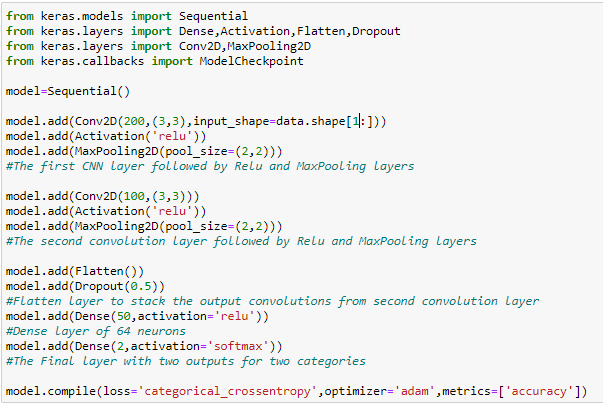 from keras.models import Sequential
from keras.layers import Dense,Activation,Flatten,Dropout
from keras.layers import Conv2D,MaxPooling2D
from keras.callbacks import ModelCheckpoint
model=Sequential()
model.add(Conv2D(200,(3,3),input_shape=data.shape[1:]))
model.add(Activation('relu'))
model.add(MaxPooling2D(pool_size=(2,2)))
#The first CNN layer followed by Relu and MaxPooling layers
model.add(Conv2D(100,(3,3)))
model.add(Activation('relu'))
model.add(MaxPooling2D(pool_size=(2,2)))
#The second convolution layer followed by Relu and MaxPooling layers
model.add(Flatten())
model.add(Dropout(0.5))
#Flatten layer to stack the output convolutions from second convolution layer
model.add(Dense(50,activation='relu'))
#Dense layer of 64 neurons
model.add(Dense(2,activation='softmax'))
#The Final layer with two outputs for two categories
model.compile(loss='categorical_crossentropy',optimizer='adam',metrics=['accuracy'])